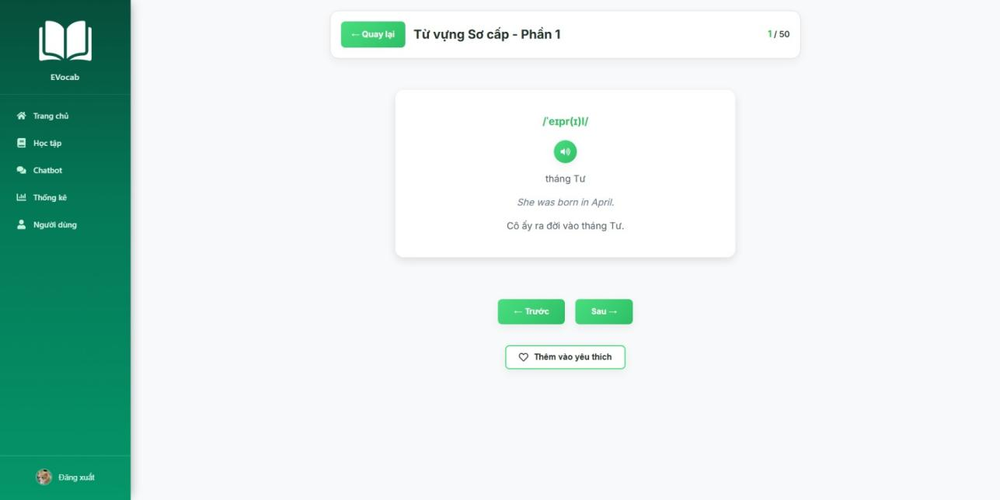 EVocab
Trang chủ
Học tập
Chatbot
Thống kê
Người dùng
Đăng xuất
← Quay lại
Từ vựng Sơ cấp - Phần 1
1 / 50
/ˈeɪpr(ɪ)l/
tháng Tư
She was born in April.
Cô ấy ra đời vào tháng Tư.
← Trước
Sau →
Thêm vào yêu thích